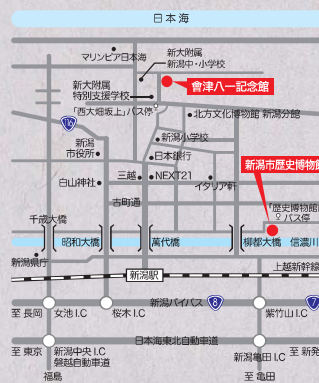 日本海
マリンピア日本海
新大附属
新潟中・小学校
會津八一記念館
新大附属
特別支援学校
「西大畑坂上」バス停
北方文化博物館 新潟分館
116
新潟小学校
新潟
市役所
日本銀行
新潟市歴史博物館
白山神社
三越
NEXT21
イタリア軒
古町通
「歴史博物館
バス停
千歳大橋
昭和大橋
萬代橋
柳都大橋
信濃川
新潟県庁
上越新幹線
新潟駅
新潟バイパス
8
7
至 長岡
女池 I.C
桜木 I.C
紫竹山 I.C
日本海東北自動車道
至 東京
新潟中央 I.C
磐越自動車道
新潟亀田 I.C
至 新発
福島
至 亀田